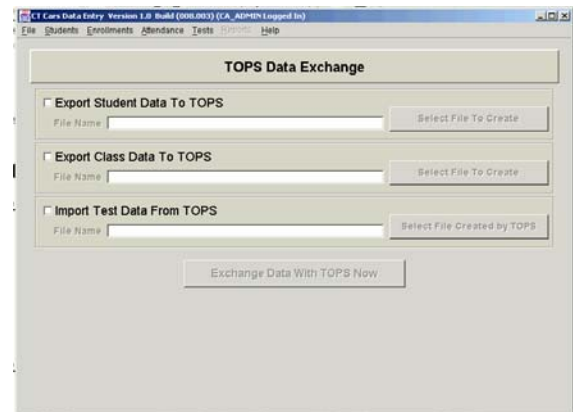 CT Cars Data Entry Version 1.0 Build (008.003) (CA_ADMIN Logged In)
File Students Enrollments Attendance Tests Reports Help
TOPS Data Exchange
Export Student Data To TOPS
File Name Select File To Create
Export Class Data To TOPS
File Name Select File To Create
Import Test Data From TOPS
File Name Select File Created by TOPS
Exchange Data With TOPS Now